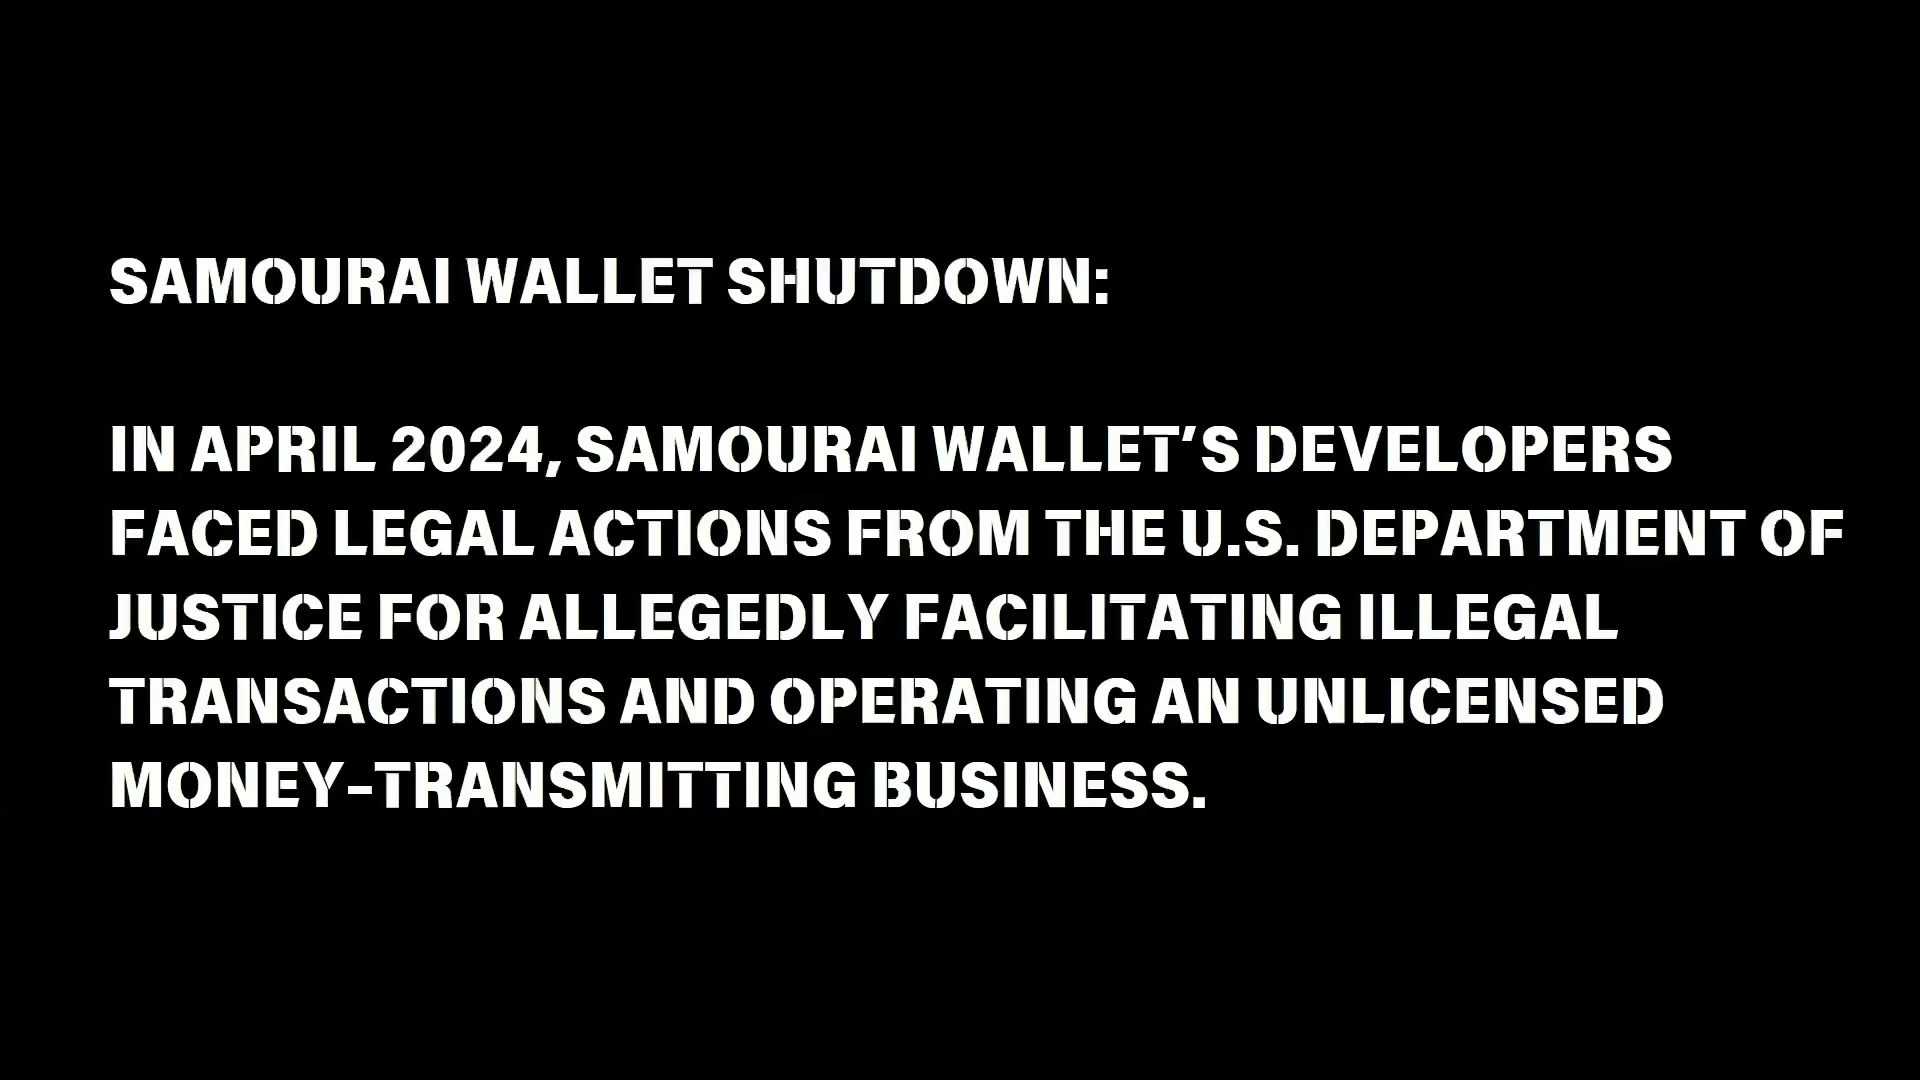 SAMOURAI WALLET SHUTDOWN:
IN APRIL 2024, SAMOURAI WALLET’S DEVELOPERS
FACED LEGAL ACTIONS FROM THE U.S. DEPARTMENT OF
JUSTICE FOR ALLEGEDLY FACILITATING ILLEGAL
TRANSACTIONS AND OPERATING AN UNLICENSED
MONEY-TRANSMITTING BUSINESS.